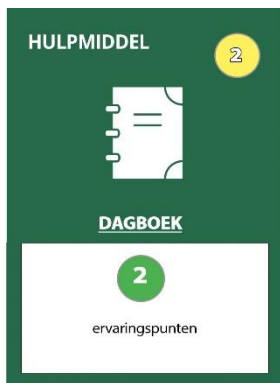 HULPMIDDEL
2
DAGBOEK
2
ervaringspunten